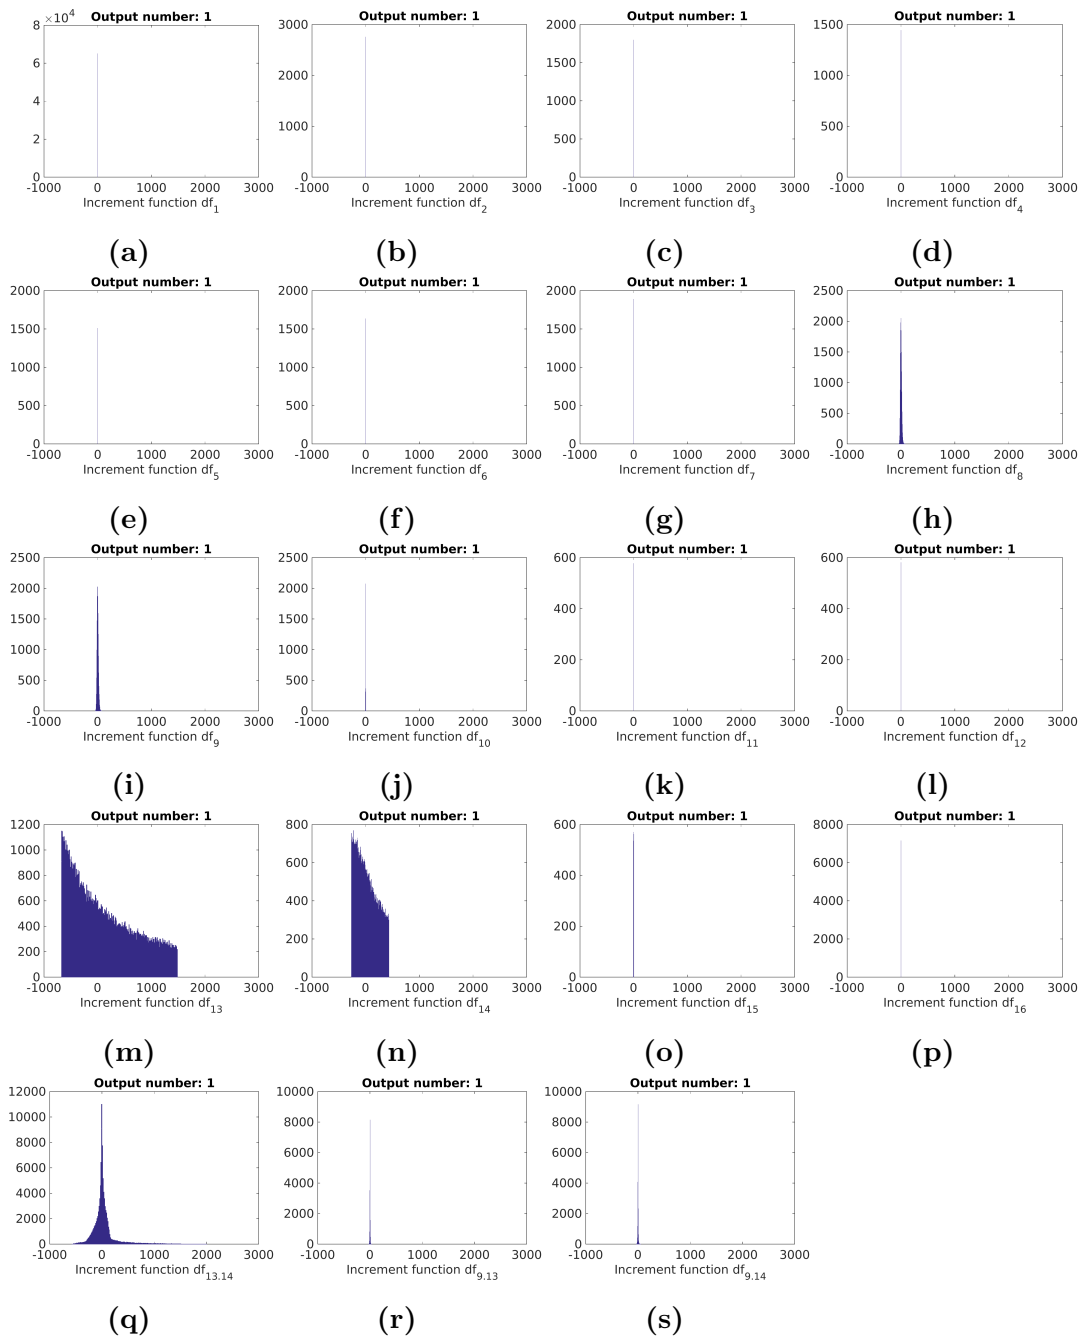 ×10⁴ Output number: 1 Output number: 1 Output number: 1 Output number: 1
8 3000 2000 1500
6 2000 1500 1000
4 1000 1000 500
2 500
0 0 0 0
-1000 0 1000 2000 3000 -1000 0 1000 2000 3000 -1000 0 1000 2000 3000 -1000 0 1000 2000 3000
Increment function df₁ Increment function df₂ Increment function df₃ Increment function df₄
(a) (b) (c) (d)
Output number: 1 Output number: 1 Output number: 1 Output number: 1
2000 2000 2000 2500
1500 1500 1500 2000
1000 1000 1000 1500
500 500 500 1000
0 0 0 500
0
-1000 0 1000 2000 3000 -1000 0 1000 2000 3000 -1000 0 1000 2000 3000 -1000 0 1000 2000 3000
Increment function df₅ Increment function df₆ Increment function df₇ Increment function df₈
(e) (f) (g) (h)
Output number: 1 Output number: 1 Output number: 1 Output number: 1
2500 2500 600 600
2000 2000 400 400
1500 1500 200 200
1000 1000 0 0
500 500
0 0
-1000 0 1000 2000 3000 -1000 0 1000 2000 3000 -1000 0 1000 2000 3000 -1000 0 1000 2000 3000
Increment function df₉ Increment function df₁₀ Increment function df₁₁ Increment function df₁₂
(i) (j) (k) (l)
Output number: 1 Output number: 1 Output number: 1 Output number: 1
1200 800 600 8000
1000 600 400 6000
800 400 200 4000
600 200 0 2000
400 0 0
200
0
-1000 0 1000 2000 3000 -1000 0 1000 2000 3000 -1000 0 1000 2000 3000 -1000 0 1000 2000 3000
Increment function df₁₃ Increment function df₁₄ Increment function df₁₅ Increment function df₁₆
(m) (n) (o) (p)
Output number: 1 Output number: 1 Output number: 1
12000 10000 10000
10000 8000 8000
8000 6000 6000
6000 4000 4000
4000 2000 2000
2000 0 0
0
-1000 0 1000 2000 3000 -1000 0 1000 2000 3000 -1000 0 1000 2000 3000
Increment function df₁₃.₁₄ Increment function df₉.₁₃ Increment function df₉.₁₄
(q) (r) (s)